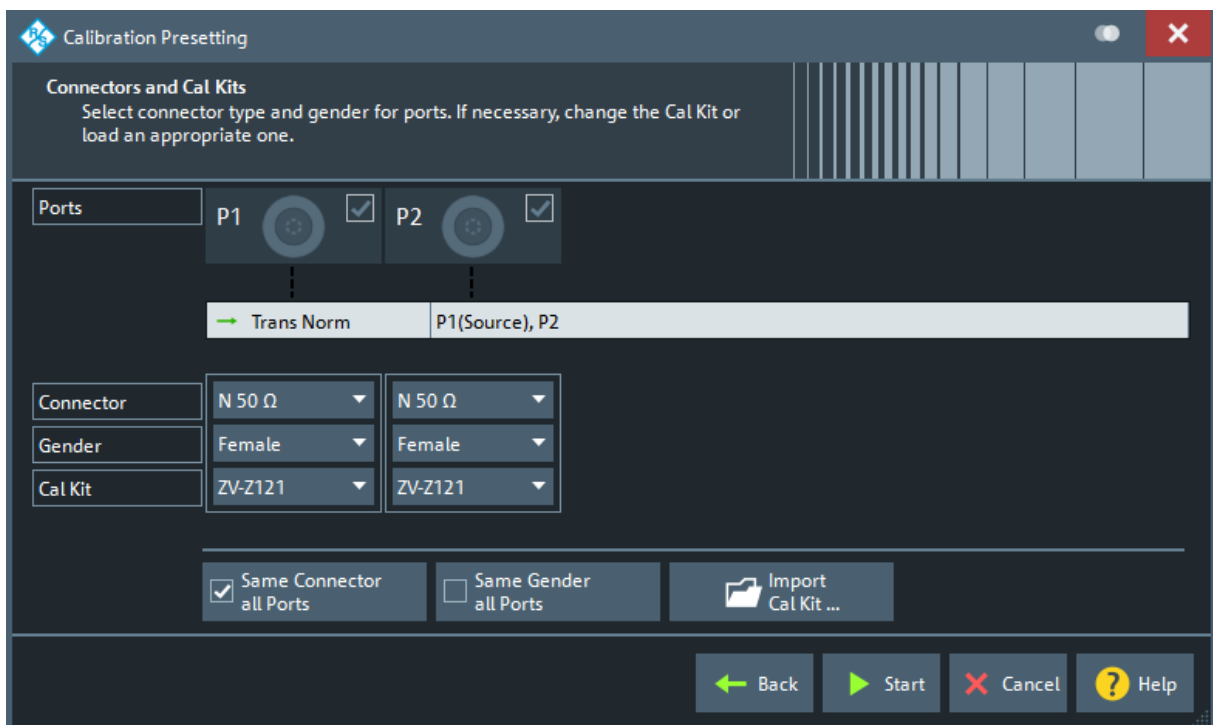 Calibration Presetting
Connectors and Cal Kits
Select connector type and gender for ports. If necessary, change the Cal Kit or
load an appropriate one.
Ports
P1
P2
Trans Norm
P1(Source), P2
Connector
N 50 Ω
N 50 Ω
Gender
Female
Female
Cal Kit
ZV-Z121
ZV-Z121
Same Connector
all Ports
Same Gender
all Ports
Import
Cal Kit ...
Back
Start
Cancel
? Help